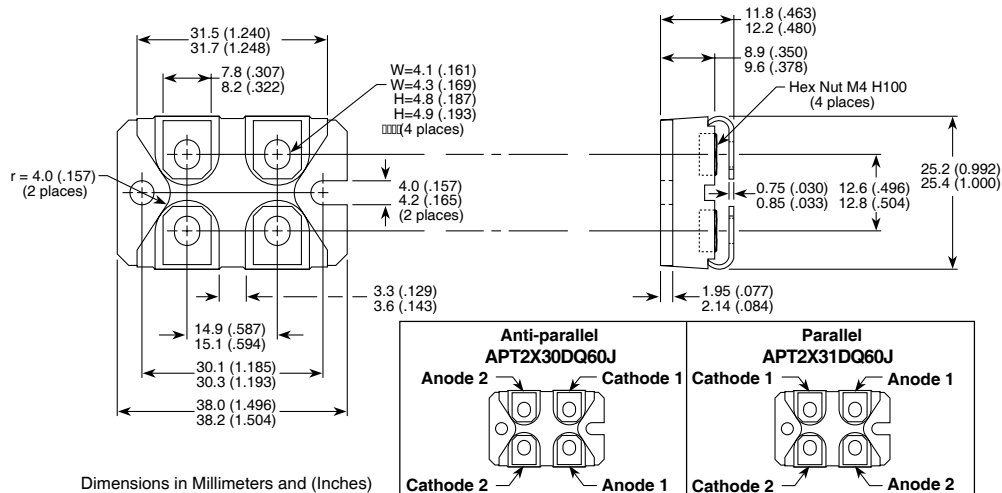 31.5 (1.240)
31.7 (1.248)
7.8 (.307)
8.2 (.322)
W=4.1 (.161)
W=4.3 (.169)
H=4.8 (.187)
H=4.9 (.193)
(4 places)
r = 4.0 (.157)
(2 places)
4.0 (.157)
4.2 (.165)
(2 places)
3.3 (.129)
3.6 (.143)
14.9 (.587)
15.1 (.594)
30.1 (1.185)
30.3 (1.193)
38.0 (1.496)
38.2 (1.504)
Dimensions in Millimeters and (Inches)
11.8 (.463)
12.2 (.480)
8.9 (.350)
9.6 (.378)
Hex Nut M4 H100
(4 places)
25.2 (0.992)
25.4 (1.000)
0.75 (.030)
0.85 (.033)
12.6 (.496)
12.8 (.504)
1.95 (.077)
2.14 (.084)
Anti-parallel
APT2X30DQ60J
Anode 2
Cathode 1
Cathode 2
Anode 1
Parallel
APT2X31DQ60J
Cathode 1
Anode 1
Cathode 2
Anode 2